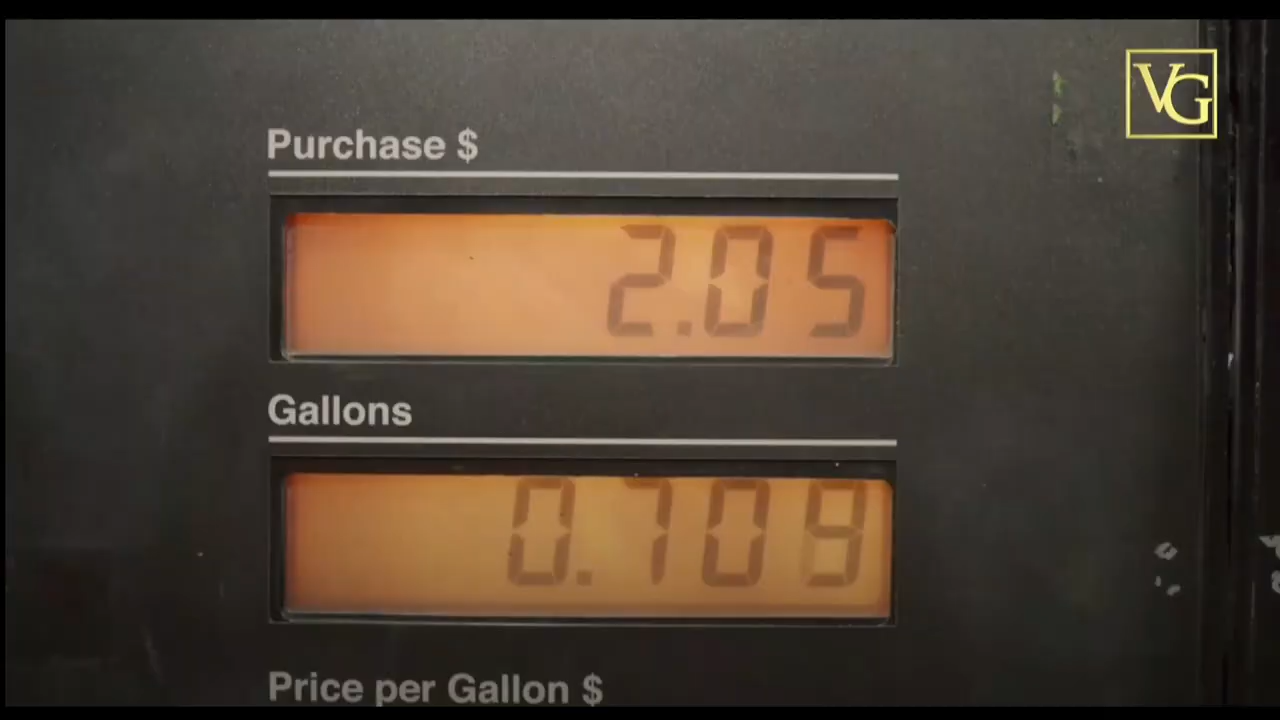 VG
Purchase $
2.05
Gallons
0.709
Price per Gallon $